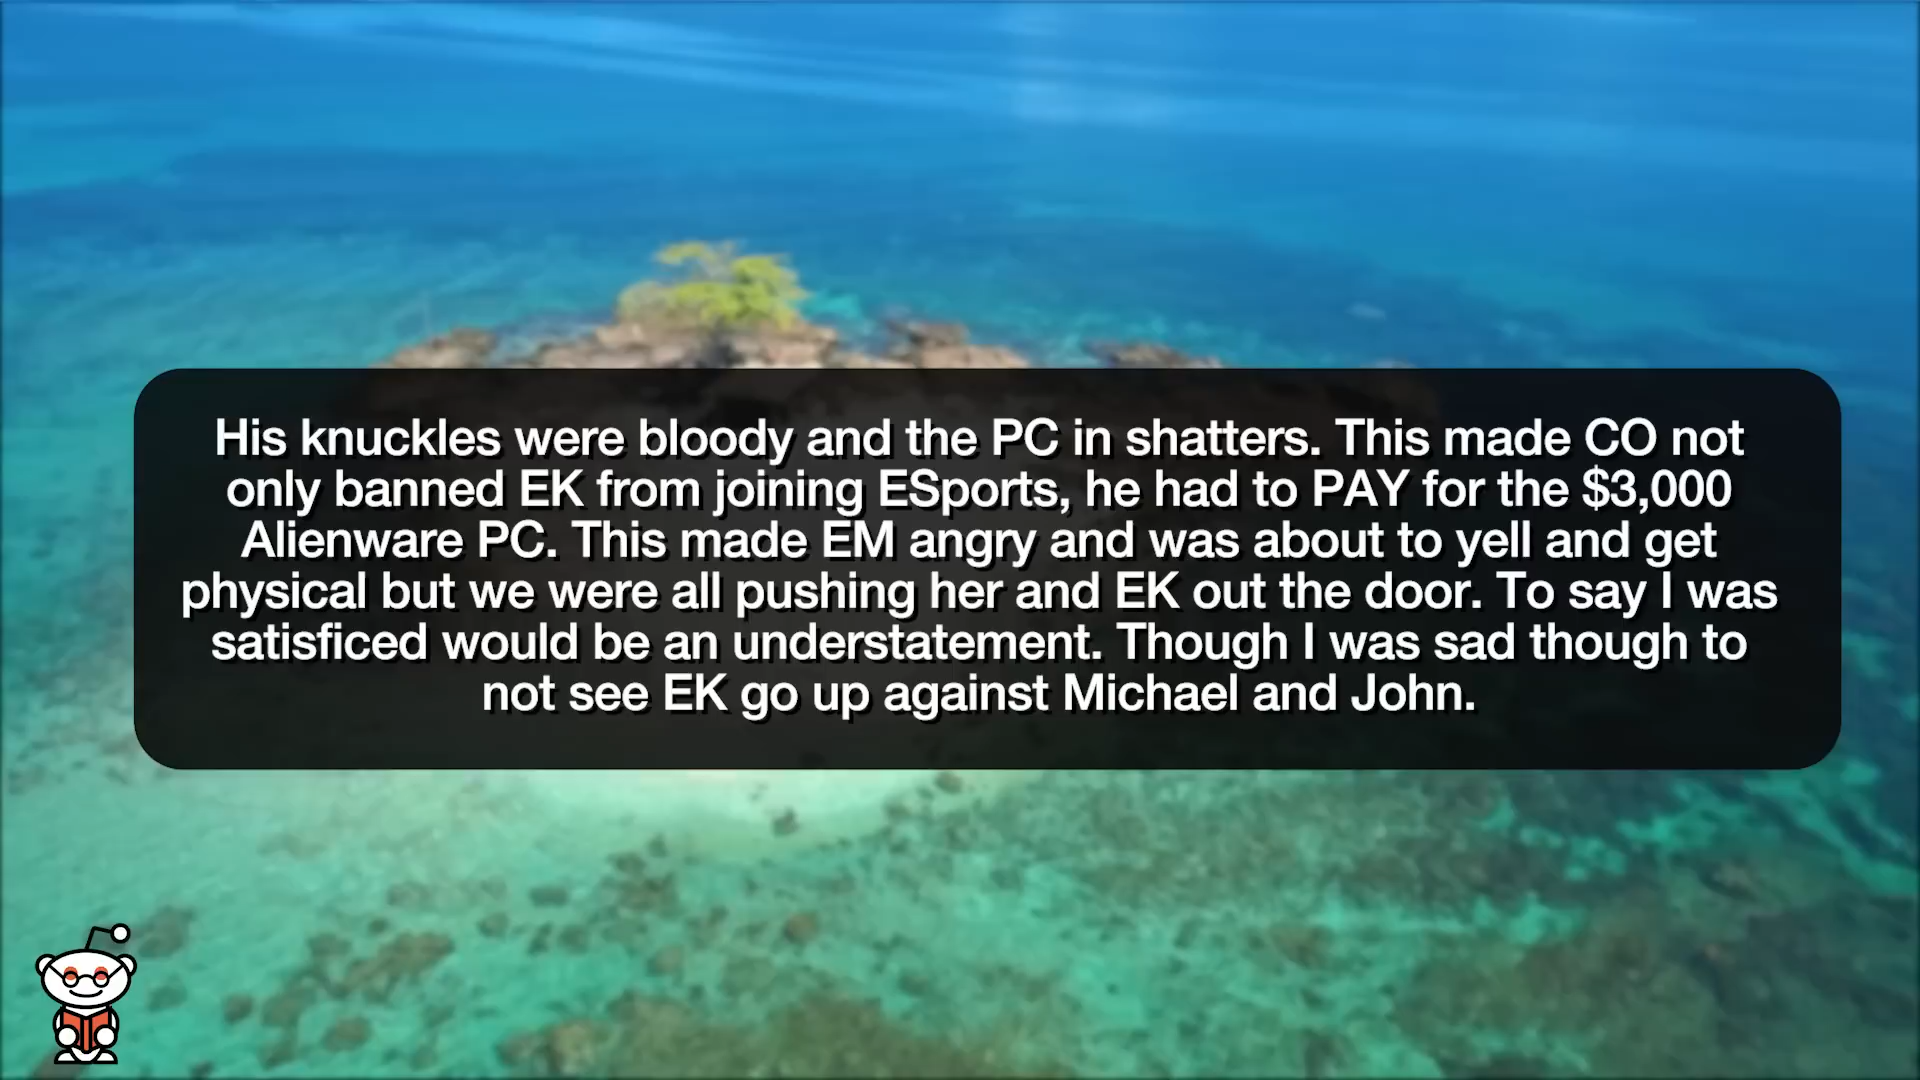 His knuckles were bloody and the PC in shatters. This made CO not
only banned EK from joining ESports, he had to PAY for the $3,000
Alienware PC. This made EM angry and was about to yell and get
physical but we were all pushing her and EK out the door. To say I was
satisficed would be an understatement. Though I was sad though to
not see EK go up against Michael and John.